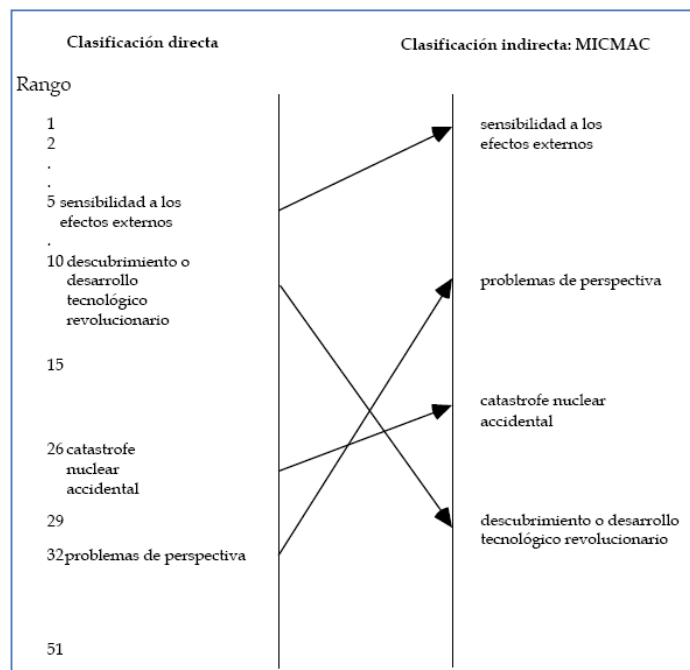 Clasificación directa
Clasificación indirecta: MICMAC
Rango
1
2
.
.
5 sensibilidad a los
efectos externos
.
10 descubrimiento o
desarrollo
tecnológico
revolucionario
15
26 catastrofe
nuclear
accidental
29
32 problemas de perspectiva
51
sensibilidad a los
efectos externos
problemas de perspectiva
catastrofe nuclear
accidental
descubrimiento o desarrollo
tecnológico revolucionario